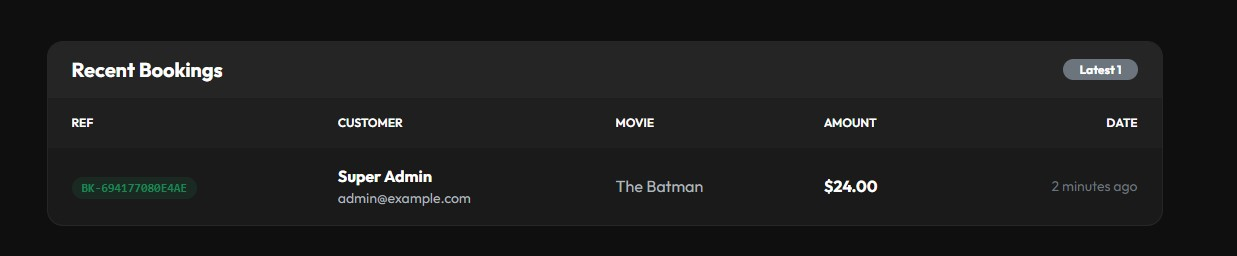 Recent Bookings
Latest 1
REF CUSTOMER MOVIE AMOUNT DATE
BK-694177080E4AE Super Admin The Batman $24.00 2 minutes ago
admin@example.com